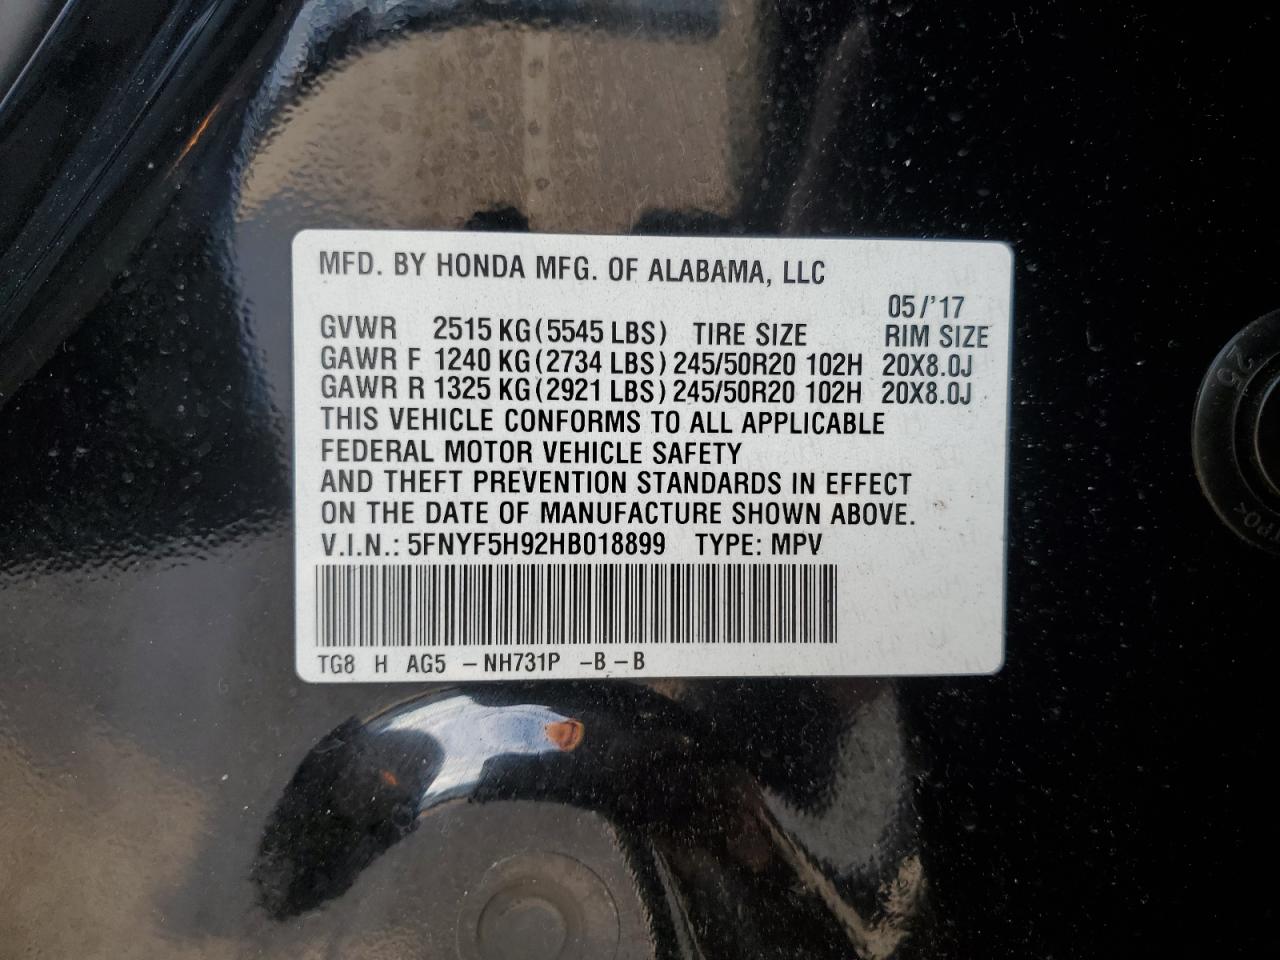 MFD. BY HONDA MFG. OF ALABAMA, LLC
05/'17
GVWR 2515 KG (5545 LBS) TIRE SIZE RIM SIZE
GAWR F 1240 KG (2734 LBS) 245/50R20 102H 20X8.0J
GAWR R 1325 KG (2921 LBS) 245/50R20 102H 20X8.0J
THIS VEHICLE CONFORMS TO ALL APPLICABLE
FEDERAL MOTOR VEHICLE SAFETY
AND THEFT PREVENTION STANDARDS IN EFFECT
ON THE DATE OF MANUFACTURE SHOWN ABOVE.
V.I.N.: 5FNYF5H92HB018899 TYPE: MPV
TG8 H AG5 – NH731P –B – B
25